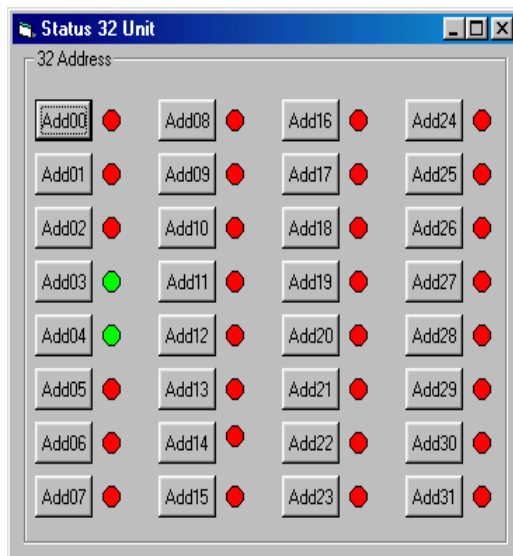 Status 32 Unit
32 Address
Add00 Add08 Add16 Add24
Add01 Add09 Add17 Add25
Add02 Add10 Add18 Add26
Add03 Add11 Add19 Add27
Add04 Add12 Add20 Add28
Add05 Add13 Add21 Add29
Add06 Add14 Add22 Add30
Add07 Add15 Add23 Add31